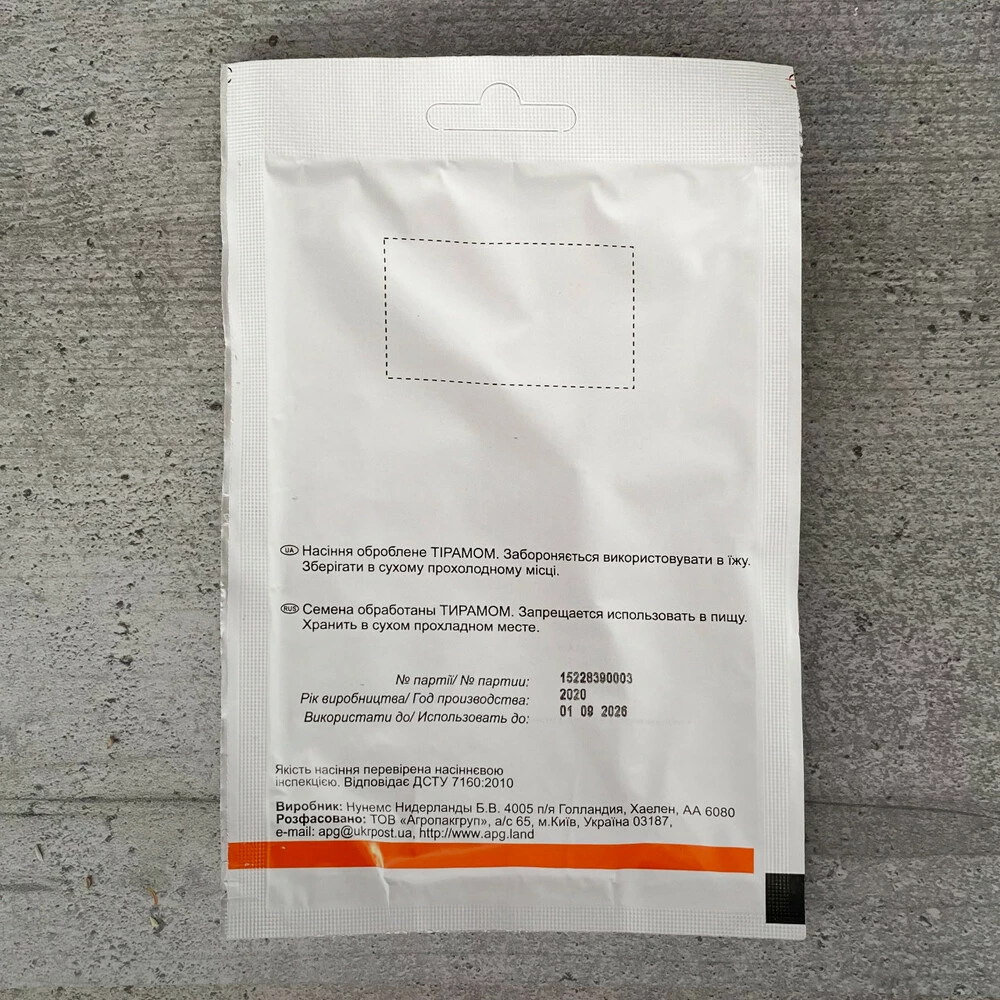 UA Насіння оброблене ТІРАМОМ. Забороняється використовувати в їжу.
Зберігати в сухому прохолодному місці.
RUS Семена обработаны ТИРАМОМ. Запрещается использовать в пищу.
Хранить в сухом прохладном месте.
№ партії/ № партии: 15228390003
Рік виробництва/ Год производства: 2020
Використати до/ Использовать до: 01 09 2026
Якість насіння перевірена насіннєвою
інспекцією. Відповідає ДСТУ 7160:2010
Виробник: Нунемс Нидерланды Б.В. 4005 п/я Голландия, Хаелен, АА 6080
Розфасовано: ТОВ «Агропакгруп», а/с 65, м.Київ, Україна 03187,
e-mail: apg@ukrpost.ua, http://www.apg.land